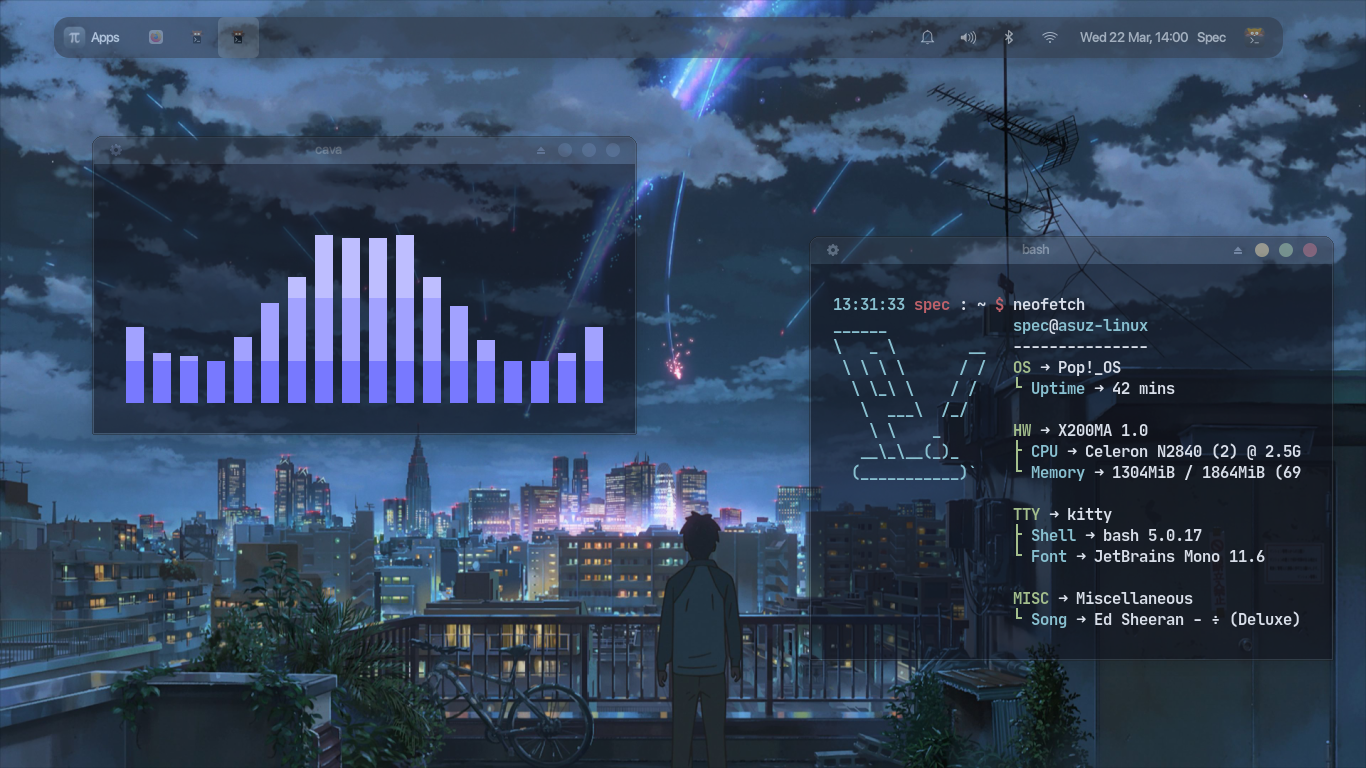 π Apps
Wed 22 Mar, 14:00 Spec
cava
bash
13:31:33 spec : ~ $ neofetch
spec@asuz-linux
---------------
OS → Pop!_OS
└ Uptime → 42 mins
HW → X200MA 1.0
├ CPU → Celeron N2840 (2) @ 2.5G
└ Memory → 1304MiB / 1864MiB (69
TTY → kitty
├ Shell → bash 5.0.17
└ Font → JetBrains Mono 11.6
MISC → Miscellaneous
└ Song → Ed Sheeran - ÷ (Deluxe)